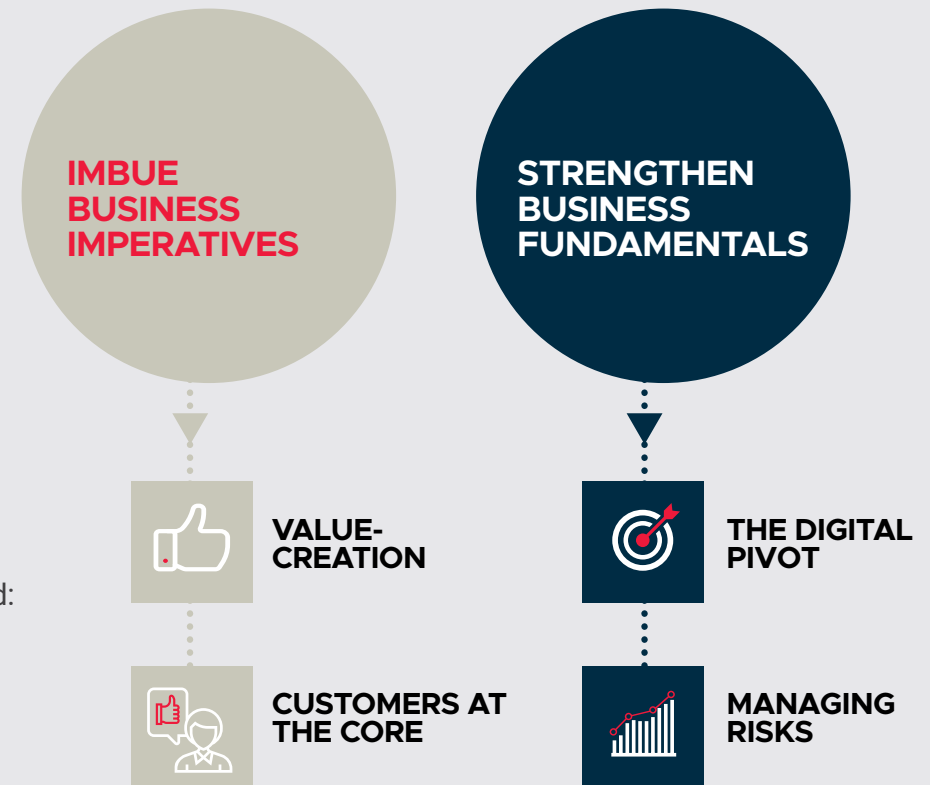 IMBUE
BUSINESS
IMPERATIVES
VALUE-
CREATION
d:
CUSTOMERS AT
THE CORE
STRENGTHEN
BUSINESS
FUNDAMENTALS
THE DIGITAL
PIVOT
MANAGING
RISKS